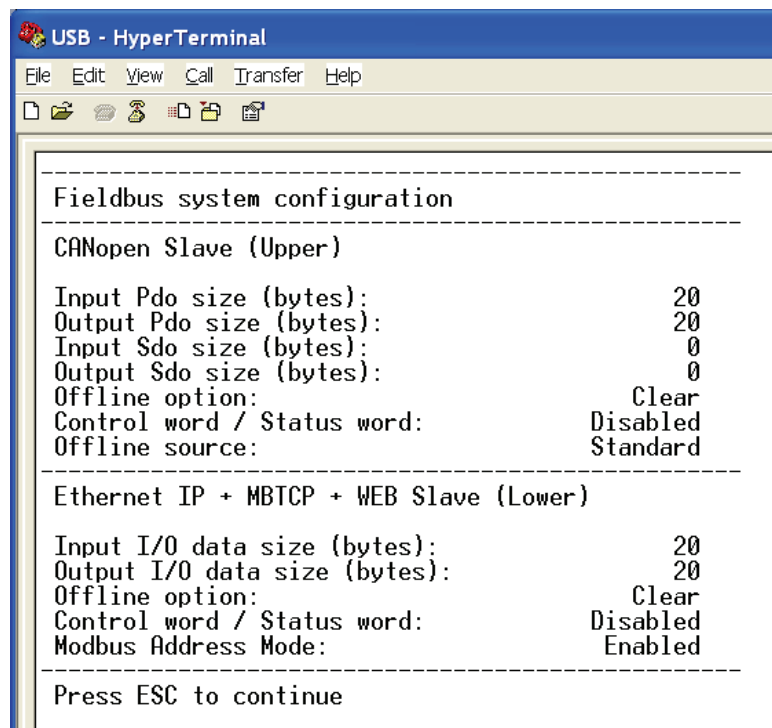 USB - HyperTerminal
File Edit View Call Transfer Help
Fieldbus system configuration
CANopen Slave (Upper)
Input Pdo size (bytes): 20
Output Pdo size (bytes): 20
Input Sdo size (bytes): 0
Output Sdo size (bytes): 0
Offline option: Clear
Control word / Status word: Disabled
Offline source: Standard
Ethernet IP + MBTCP + WEB Slave (Lower)
Input I/O data size (bytes): 20
Output I/O data size (bytes): 20
Offline option: Clear
Control word / Status word: Disabled
Modbus Address Mode: Enabled
Press ESC to continue